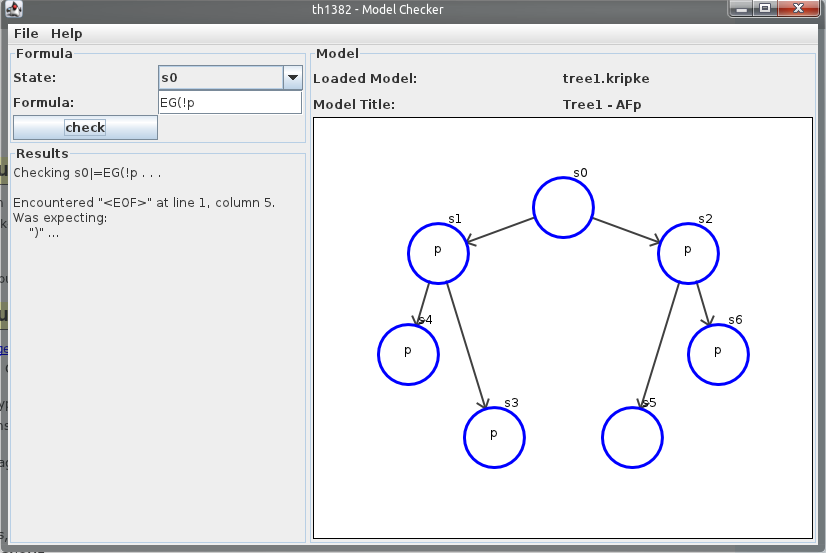 th1382 - Model Checker
File Help
Formula
State: s0
Formula: EG(!p
check
Results
Checking s0|=EG(!p . . .
Encountered "<EOF>" at line 1, column 5.
Was expecting:
")" ...
Model
Loaded Model: tree1.kripke
Model Title: Tree1 - AFp
s0
s1
s2
p
p
s4
s6
p
p
s3
s5
p